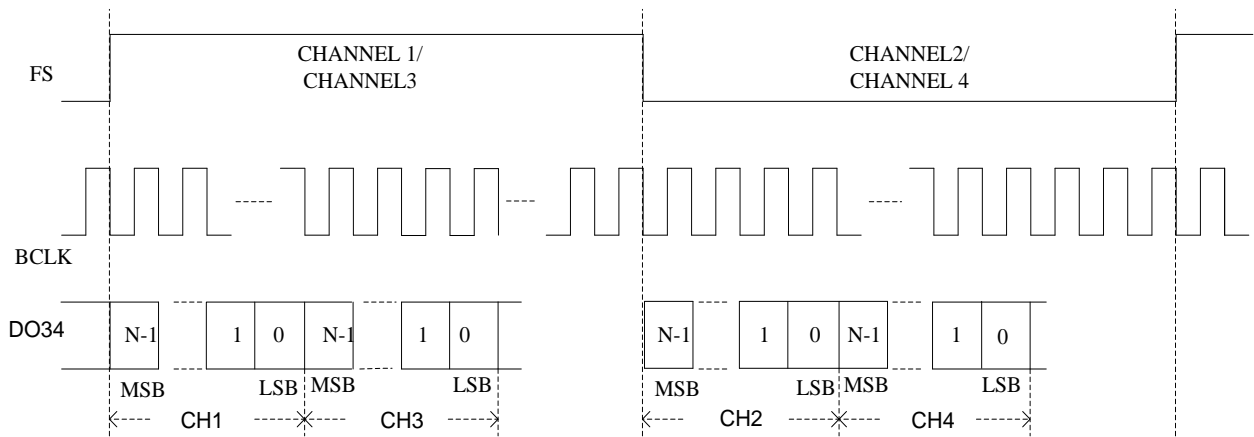 CHANNEL 1/
CHANNEL3
CHANNEL2/
CHANNEL 4
FS
BCLK
DO34
N-1
1
0
N-1
1
0
N-1
1
0
N-1
1
0
MSB
LSB
MSB
LSB
MSB
LSB
MSB
LSB
CH1
CH3
CH2
CH4